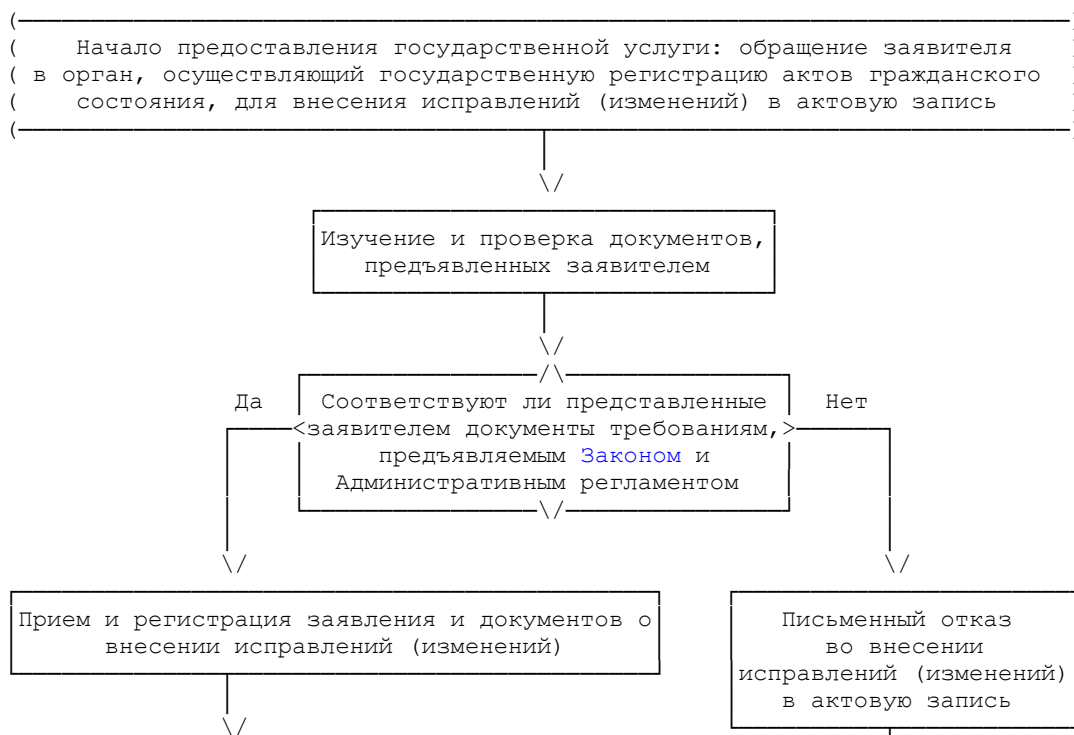 Начало предоставления государственной услуги: обращение заявителя
в орган, осуществляющий государственную регистрацию актов гражданского
состояния, для внесения исправлений (изменений) в актовую запись
Изучение и проверка документов,
предъявленных заявителем
Да
Соответствуют ли представленные
Нет
заявителем документы требованиям,
предъявляемым Законом и
Административным регламентом
Прием и регистрация заявления и документов о
внесении исправлений (изменений)
Письменный отказ
во внесении
исправлений (изменений)
в актовую запись